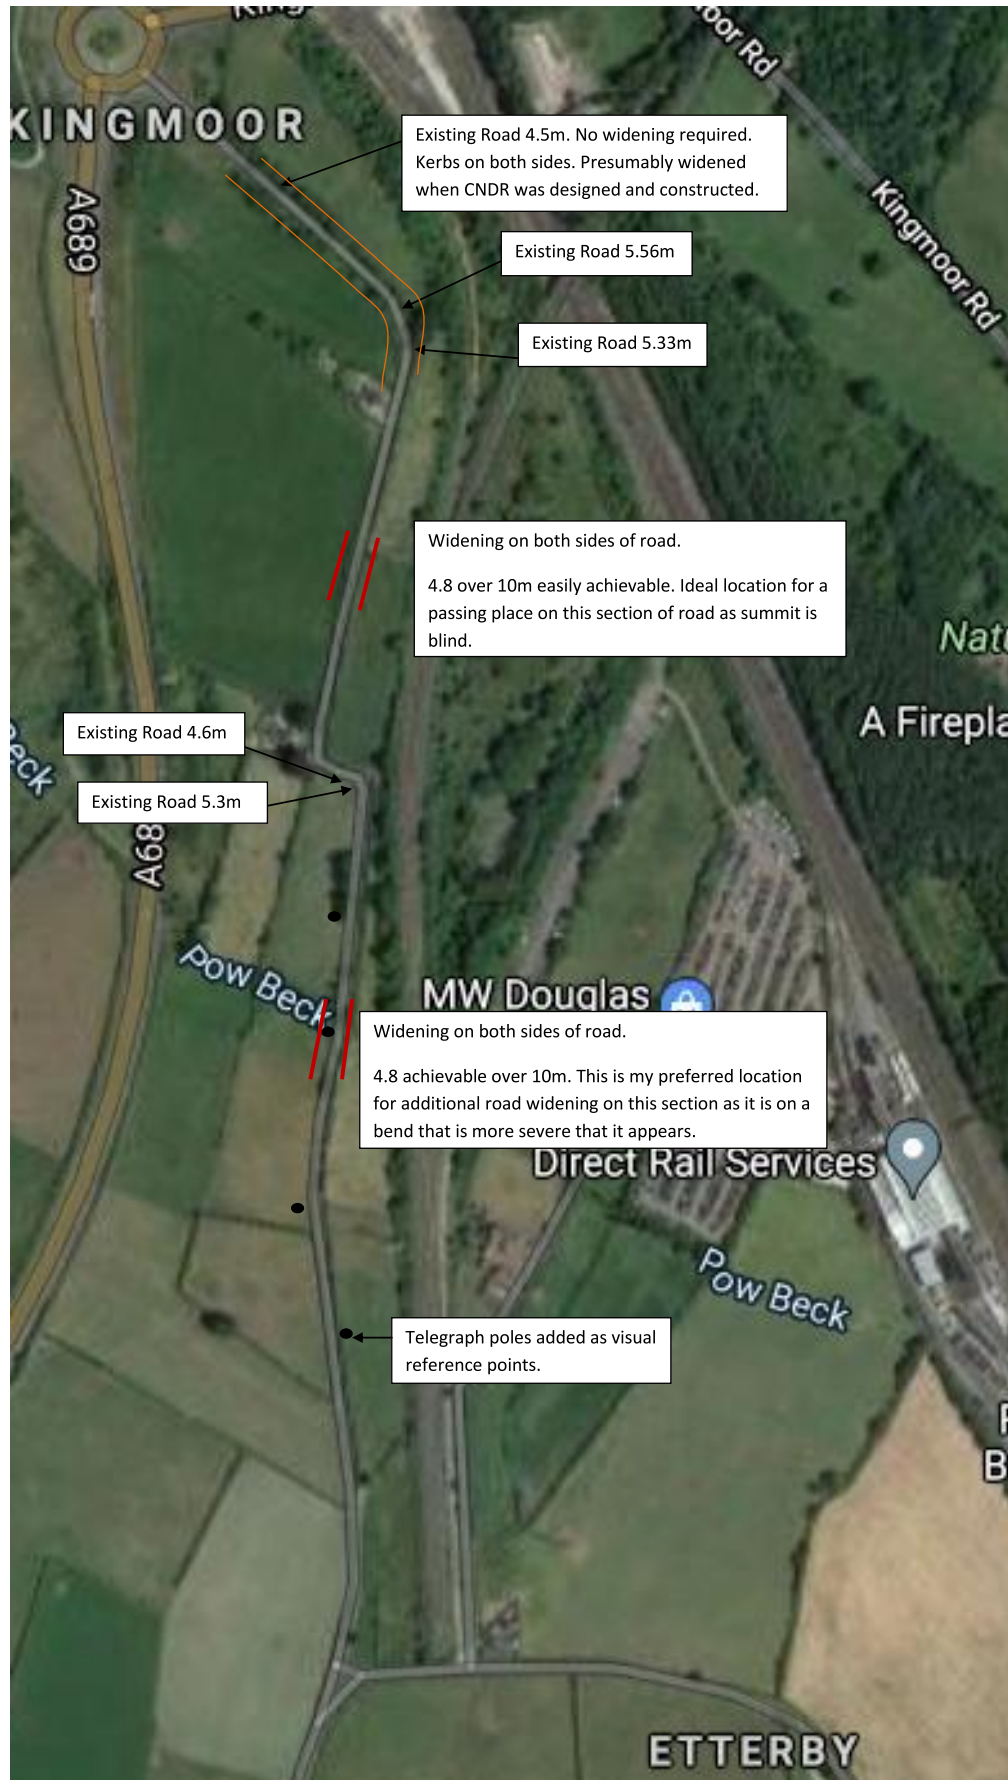 oor Rd
KINGMOOR
Existing Road 4.5m. No widening required.
Kerbs on both sides. Presumably widened
when CNDR was designed and constructed.
A689
Kingmoor Rd
Existing Road 5.56m
Existing Road 5.33m
Widening on both sides of road.
4.8 over 10m easily achievable. Ideal location for a
passing place on this section of road as summit is
blind.
Natu
A Firepla
Existing Road 4.6m
Beck
Existing Road 5.3m
A68
Pow Beck
MW Douglas
Widening on both sides of road.
4.8 achievable over 10m. This is my preferred location
for additional road widening on this section as it is on a
bend that is more severe that it appears.
Direct Rail Services
Pow Beck
Telegraph poles added as visual
reference points.
B
ETTERBY